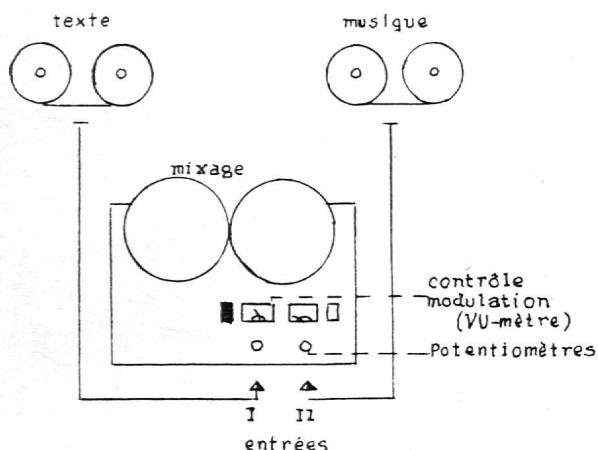 texte
musique
mixage
contrôle
modulation
(VU-mètre)
Potentiomètres
I
II
entrées